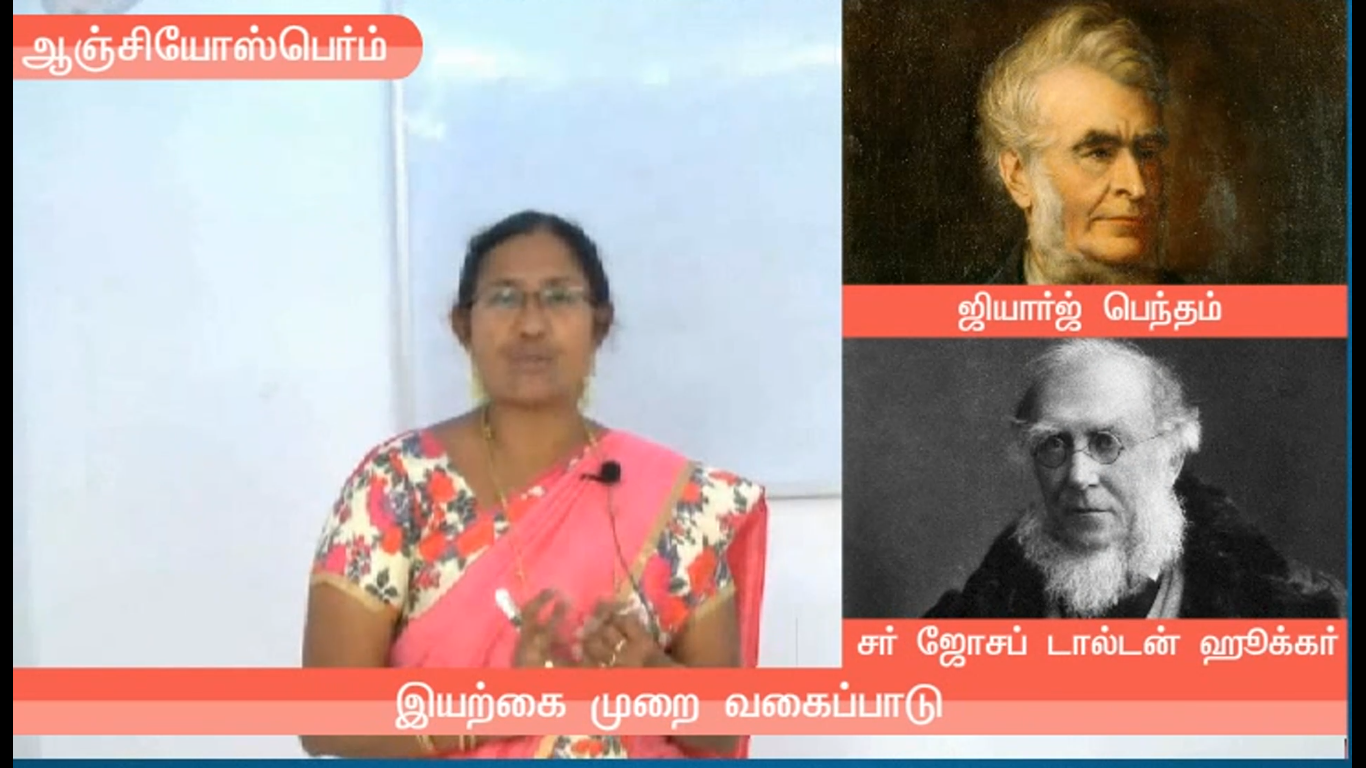 ஆஞ்சியோஸ்பெர்ம்
ஜியார்ஜ் பெந்தம்
சர் ஜோசப் டால்டன் ஹூக்கர்
இயற்கை முறை வகைப்பாடு